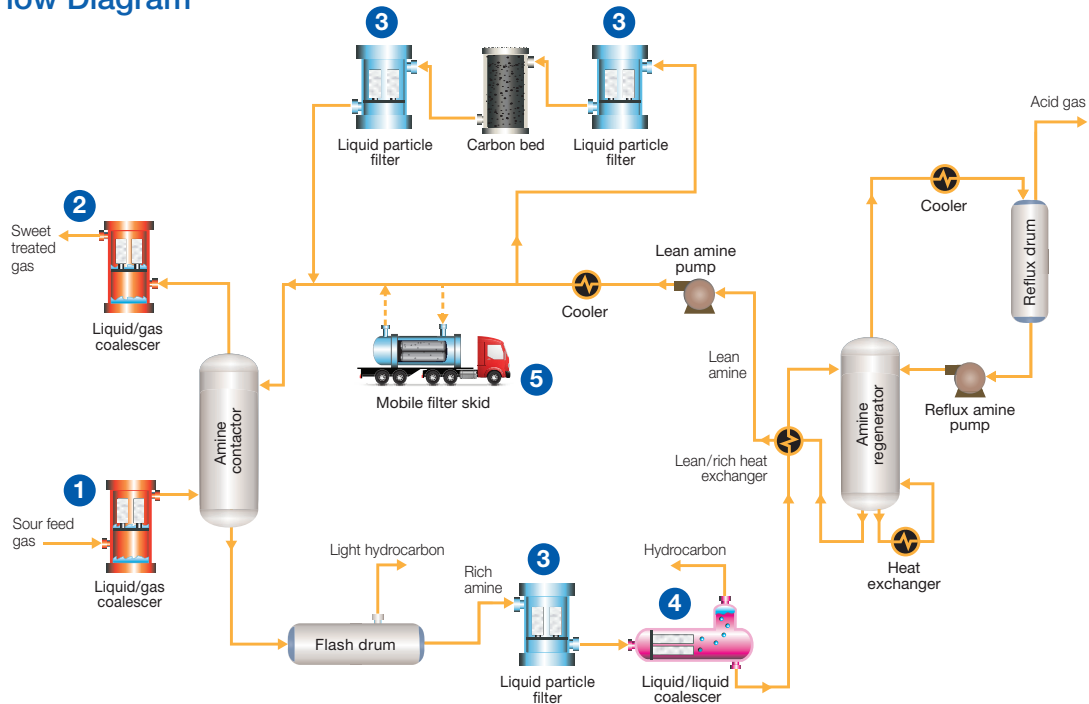 low Diagram
3
3
Liquid particle
filter
Carbon bed
Liquid particle
filter
Acid gas
Cooler
Reflux drum
2
Sweet
treated
gas
Liquid/gas
coalescer
Lean amine
pump
Cooler
Lean
amine
Mobile filter skid
5
Reflux amine
pump
Amine
contactor
Amine
regenerator
Lean/rich heat
exchanger
1
Sour feed
gas
Liquid/gas
coalescer
Heat
exchanger
Light hydrocarbon
Rich
amine
3
Hydrocarbon
4
Flash drum
Liquid particle
filter
Liquid/liquid
coalescer